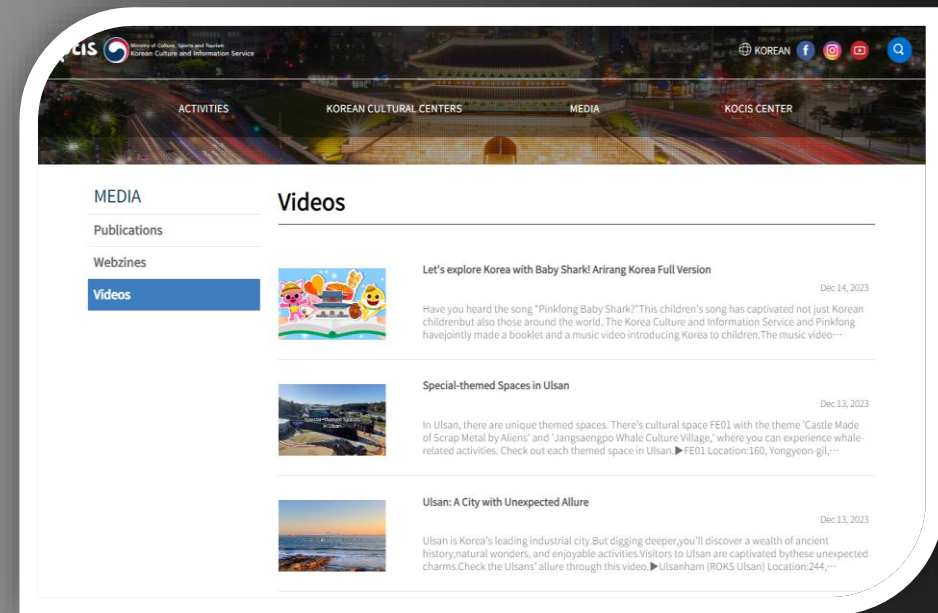 CIS
Ministry of Culture, Sports and Tourism
Korean Culture and Information Service
KOREAN
ACTIVITIES
KOREAN CULTURAL CENTERS
MEDIA
KOCIS CENTER
MEDIA
Publications
Webzines
Videos
Videos
Let's explore Korea with Baby Shark! Arirang Korea Full Version
Dec 14, 2023
Have you heard the song "Pinkfong Baby Shark?"This children's song has captivated not just Korean
childrenbut also those around the world. The Korea Culture and Information Service and Pinkfong
havejointly made a booklet and a music video introducing Korea to children.The music video···
Special-themed Spaces in Ulsan
Dec 13, 2023
Special-themed Spaces
in Ulsan
In Ulsan, there are unique themed spaces. There's cultural space FE01 with the theme 'Castle Made
of Scrap Metal by Aliens' and 'Jangsaengpo Whale Culture Village,' where you can experience whale-
related activities. Check out each themed space in Ulsan.▶FE01 Location:160, Yongyeon-gil,···
Ulsan: A City with Unexpected Allure
Dec 13, 2023
Ulsan is Korea's leading industrial city.But digging deeper,you'll discover a wealth of ancient
history,natural wonders, and enjoyable activities.Visitors to Ulsan are captivated bythese unexpected
charms.Check the Ulsans' allure through this video.▶Ulsanham (ROKS Ulsan) Location:244,···